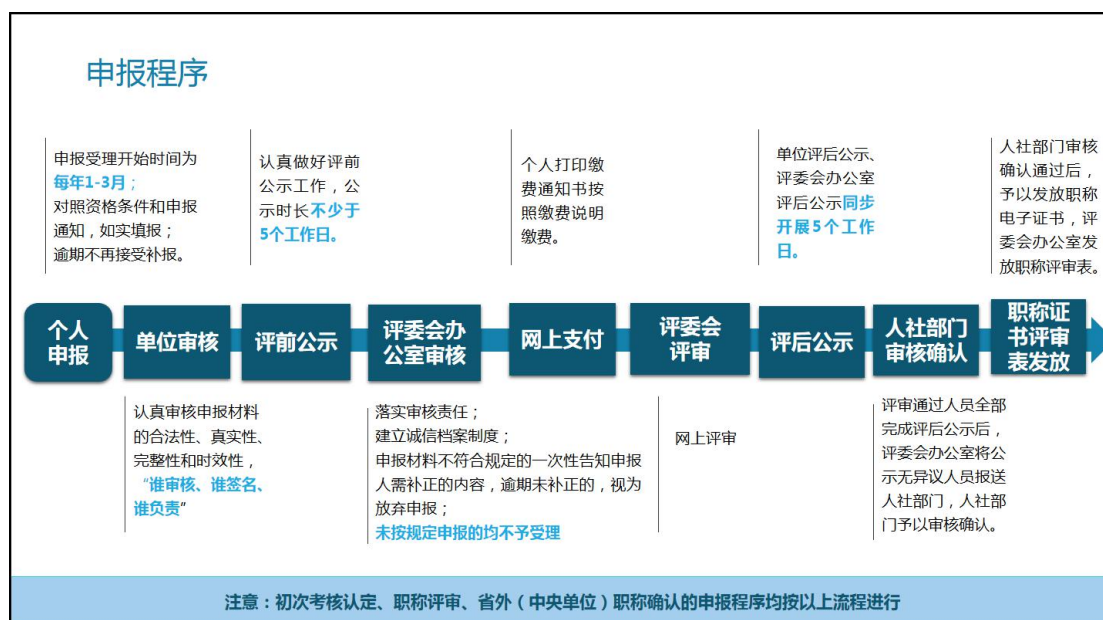 申报程序
申报受理开始时间为
每年1-3月；
对照资格条件和申报
通知，如实填报；
逾期不再接受补报。
认真做好评前
公示工作，公
示时长不少于
5个工作日。
个人打印缴
费通知书按
照缴费说明
缴费。
单位评后公示、
评委会办公室
评后公示同步
开展5个工作
日。
人社部门审核
确认通过后，
予以发放职称
电子证书，评
委会办公室发
放职称评审表。
个人
申报
单位审核
评前公示
评委会办
公室审核
网上支付
评委会
评审
评后公示
人社部门
审核确认
职称证
书评审
表发放
认真审核申报材料
的合法性、真实性、
完整性和时效性，
“谁审核、谁签名、
谁负责”
落实审核责任；
建立诚信档案制度；
申报材料不符合规定的一次性告知申报
人需补正的内容，逾期未补正的，视为
放弃申报；
未按规定申报的均不予受理
网上评审
评审通过人员全部
完成评后公示后，
评委会办公室将公
示无异议人员报送
人社部门，人社部
门予以审核确认。
注意：初次考核认定、职称评审、省外（中央单位）职称确认的申报程序均按以上流程进行